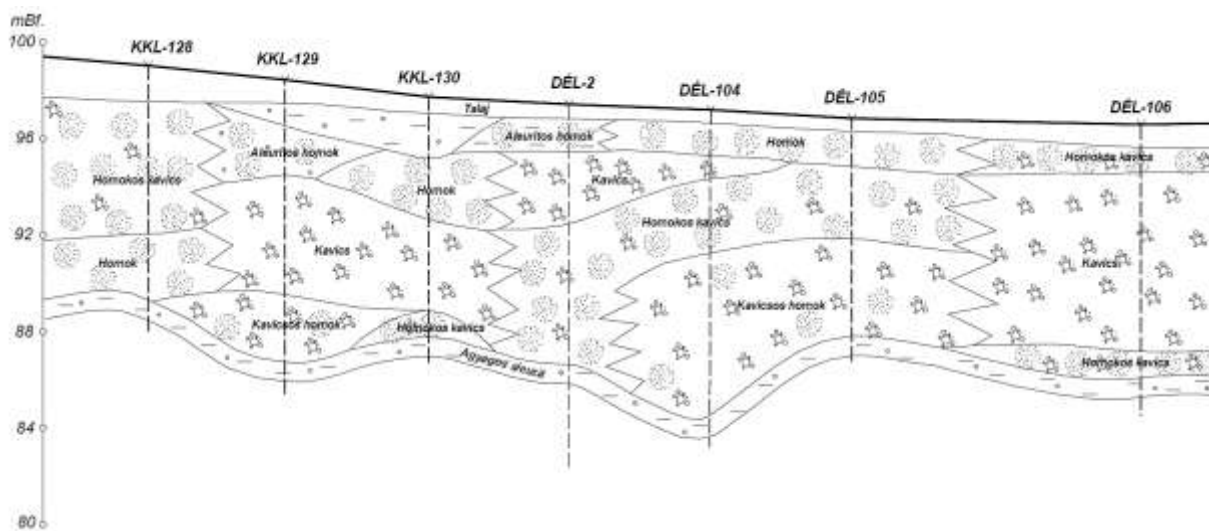 mBf.
100
KKL-128
KKL-129
KKL-130
DÉL-2
DÉL-104
DÉL-105
DÉL-106
Talaj
96
Aleuritos homok
Homok
Aleuritos homok
Homokos kavics
Homokos kavics
Kavics
Homok
Homokos kavics
92
Homok
Kavics
Kavics
Kavicsos homok
88
Kavicsos homok
Homokos kavics
Agyagos aleurit
Homokos kavics
84
80